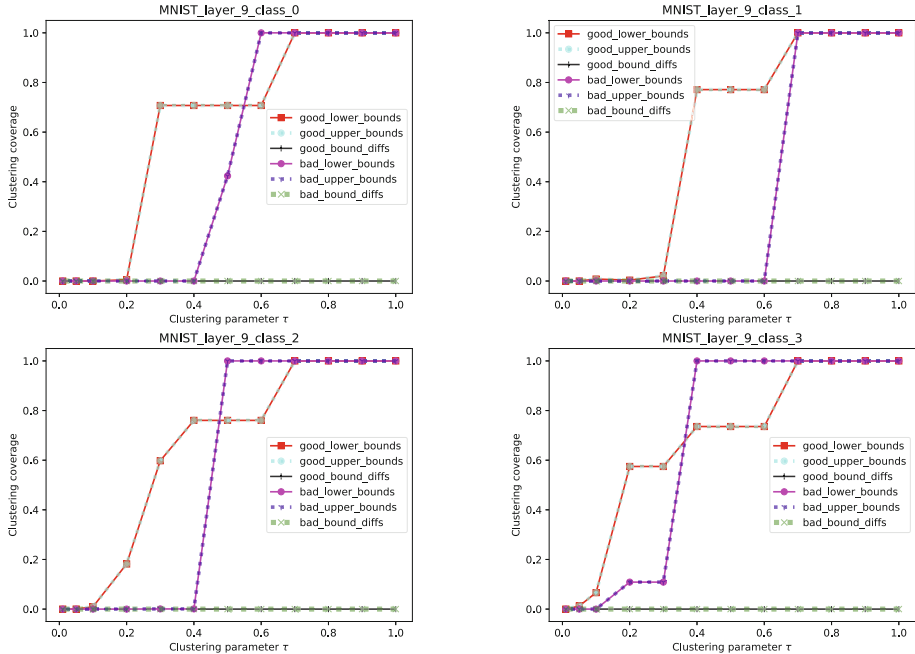 MNIST_layer_9_class_0
Clustering coverage
1.0
0.8
0.6
0.4
0.2
0.0
good_lower_bounds
good_upper_bounds
good_bound_diffs
bad_lower_bounds
bad_upper_bounds
bad_bound_diffs
0.0 0.2 0.4 0.6 0.8 1.0
Clustering parameter τ
MNIST_layer_9_class_1
Clustering coverage
1.0
0.8
0.6
0.4
0.2
0.0
good_lower_bounds
good_upper_bounds
good_bound_diffs
bad_lower_bounds
bad_upper_bounds
bad_bound_diffs
0.0 0.2 0.4 0.6 0.8 1.0
Clustering parameter τ
MNIST_layer_9_class_2
Clustering coverage
1.0
0.8
0.6
0.4
0.2
0.0
good_lower_bounds
good_upper_bounds
good_bound_diffs
bad_lower_bounds
bad_upper_bounds
bad_bound_diffs
0.0 0.2 0.4 0.6 0.8 1.0
Clustering parameter τ
MNIST_layer_9_class_3
Clustering coverage
1.0
0.8
0.6
0.4
0.2
0.0
good_lower_bounds
good_upper_bounds
good_bound_diffs
bad_lower_bounds
bad_upper_bounds
bad_bound_diffs
0.0 0.2 0.4 0.6 0.8 1.0
Clustering parameter τ